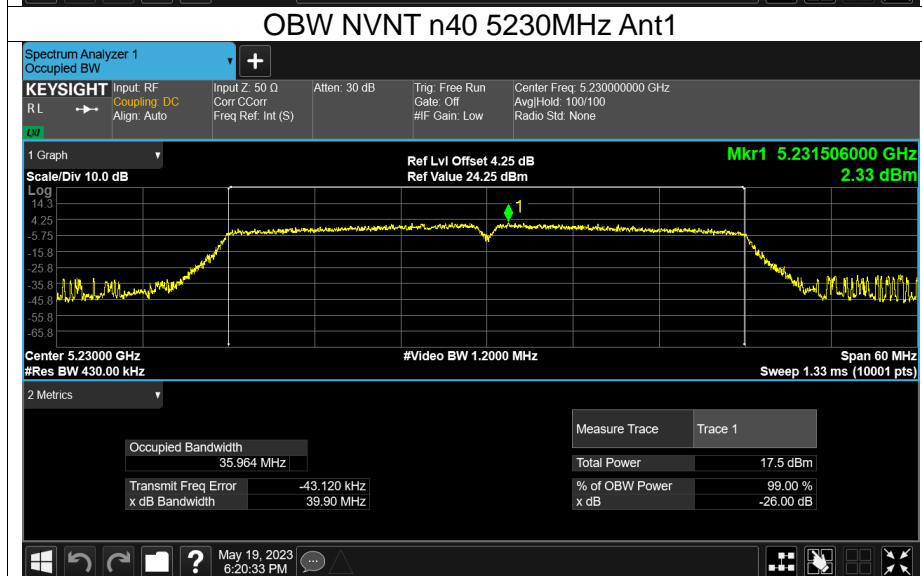 OBW NVNT n40 5230MHz Ant1
Spectrum Analyzer 1
Occupied BW
+
KEYSIGHT Input: RF Input Z: 50 Ω Atten: 30 dB Trig: Free Run Center Freq: 5.230000000 GHz
RL Coupling: DC Corr CCorr Gate: Off Avg|Hold: 100/100
Align: Auto Freq Ref: Int (S) #IF Gain: Low Radio Std: None
LXI
1 Graph Ref Lvl Offset 4.25 dB Mkr1 5.231506000 GHz
Scale/Div 10.0 dB Ref Value 24.25 dBm 2.33 dBm
Log
14.3
1
4.25
-5.75
-15.8
-25.8
-35.8
-45.8
-55.8
-65.8
Center 5.23000 GHz #Video BW 1.2000 MHz Span 60 MHz
#Res BW 430.00 kHz Sweep 1.33 ms (10001 pts)
2 Metrics
Measure Trace Trace 1
Occupied Bandwidth
35.964 MHz Total Power 17.5 dBm
Transmit Freq Error -43.120 kHz % of OBW Power 99.00 %
x dB Bandwidth 39.90 MHz x dB -26.00 dB
? May 19, 2023
6:20:33 PM